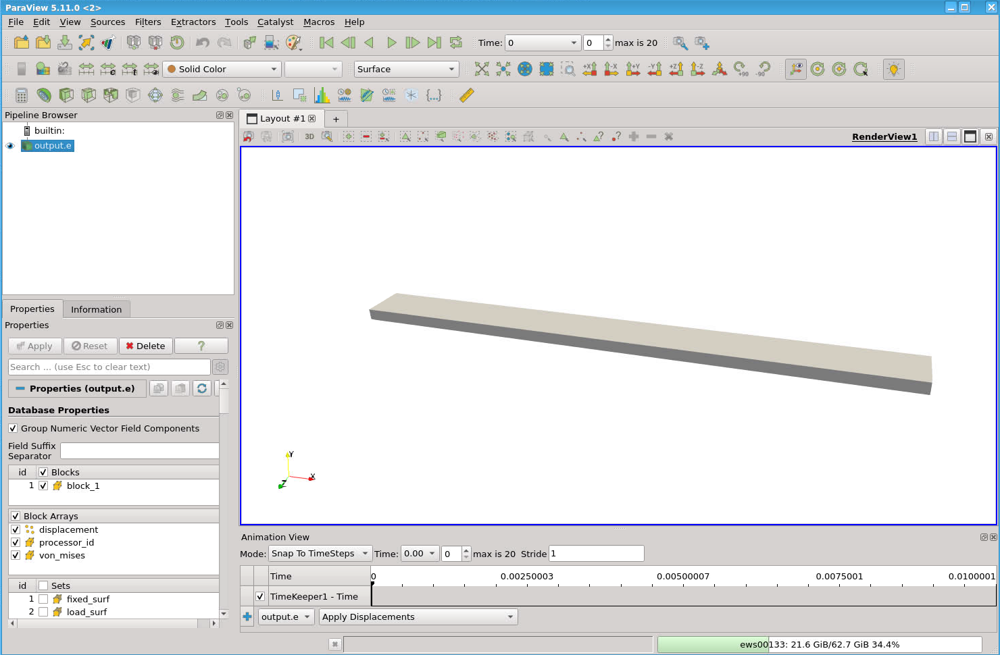 ParaView 5.11.0 <2>
File Edit View Sources Filters Extractors Tools Catalyst Macros Help
Time: 0 0 max is 20
Solid Color Surface +X -X +Y -Y +Z -Z +90 -90
Pipeline Browser
builtin:
output.e
Layout #1 +
3D RenderView1
Y
X
Z
Properties Information
Properties
Apply Reset Delete ?
Search ... (use Esc to clear text)
Properties (output.e)
Database Properties
Group Numeric Vector Field Components
Field Suffix
Separator
id Blocks
1 block_1
Block Arrays
displacement
processor_id
von_mises
id Sets
1 fixed_surf
2 load_surf
Animation View
Mode: Snap To TimeSteps Time: 0.00 0 max is 20 Stride 1
Time 0 0.00250003 0.00500007 0.0075001 0.0100001
TimeKeeper1 - Time
output.e Apply Displacements
ews00133: 21.6 GiB/62.7 GiB 34.4%